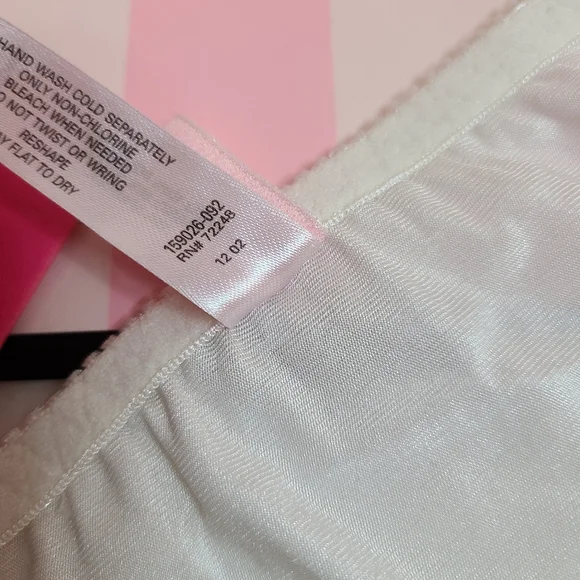 HAND WASH COLD SEPARATELY
ONLY NON-CHLORINE
BLEACH WHEN NEEDED
DO NOT TWIST OR WRING
RESHAPE
FLAT TO DRY
159026-092
RN# 72248
12 02